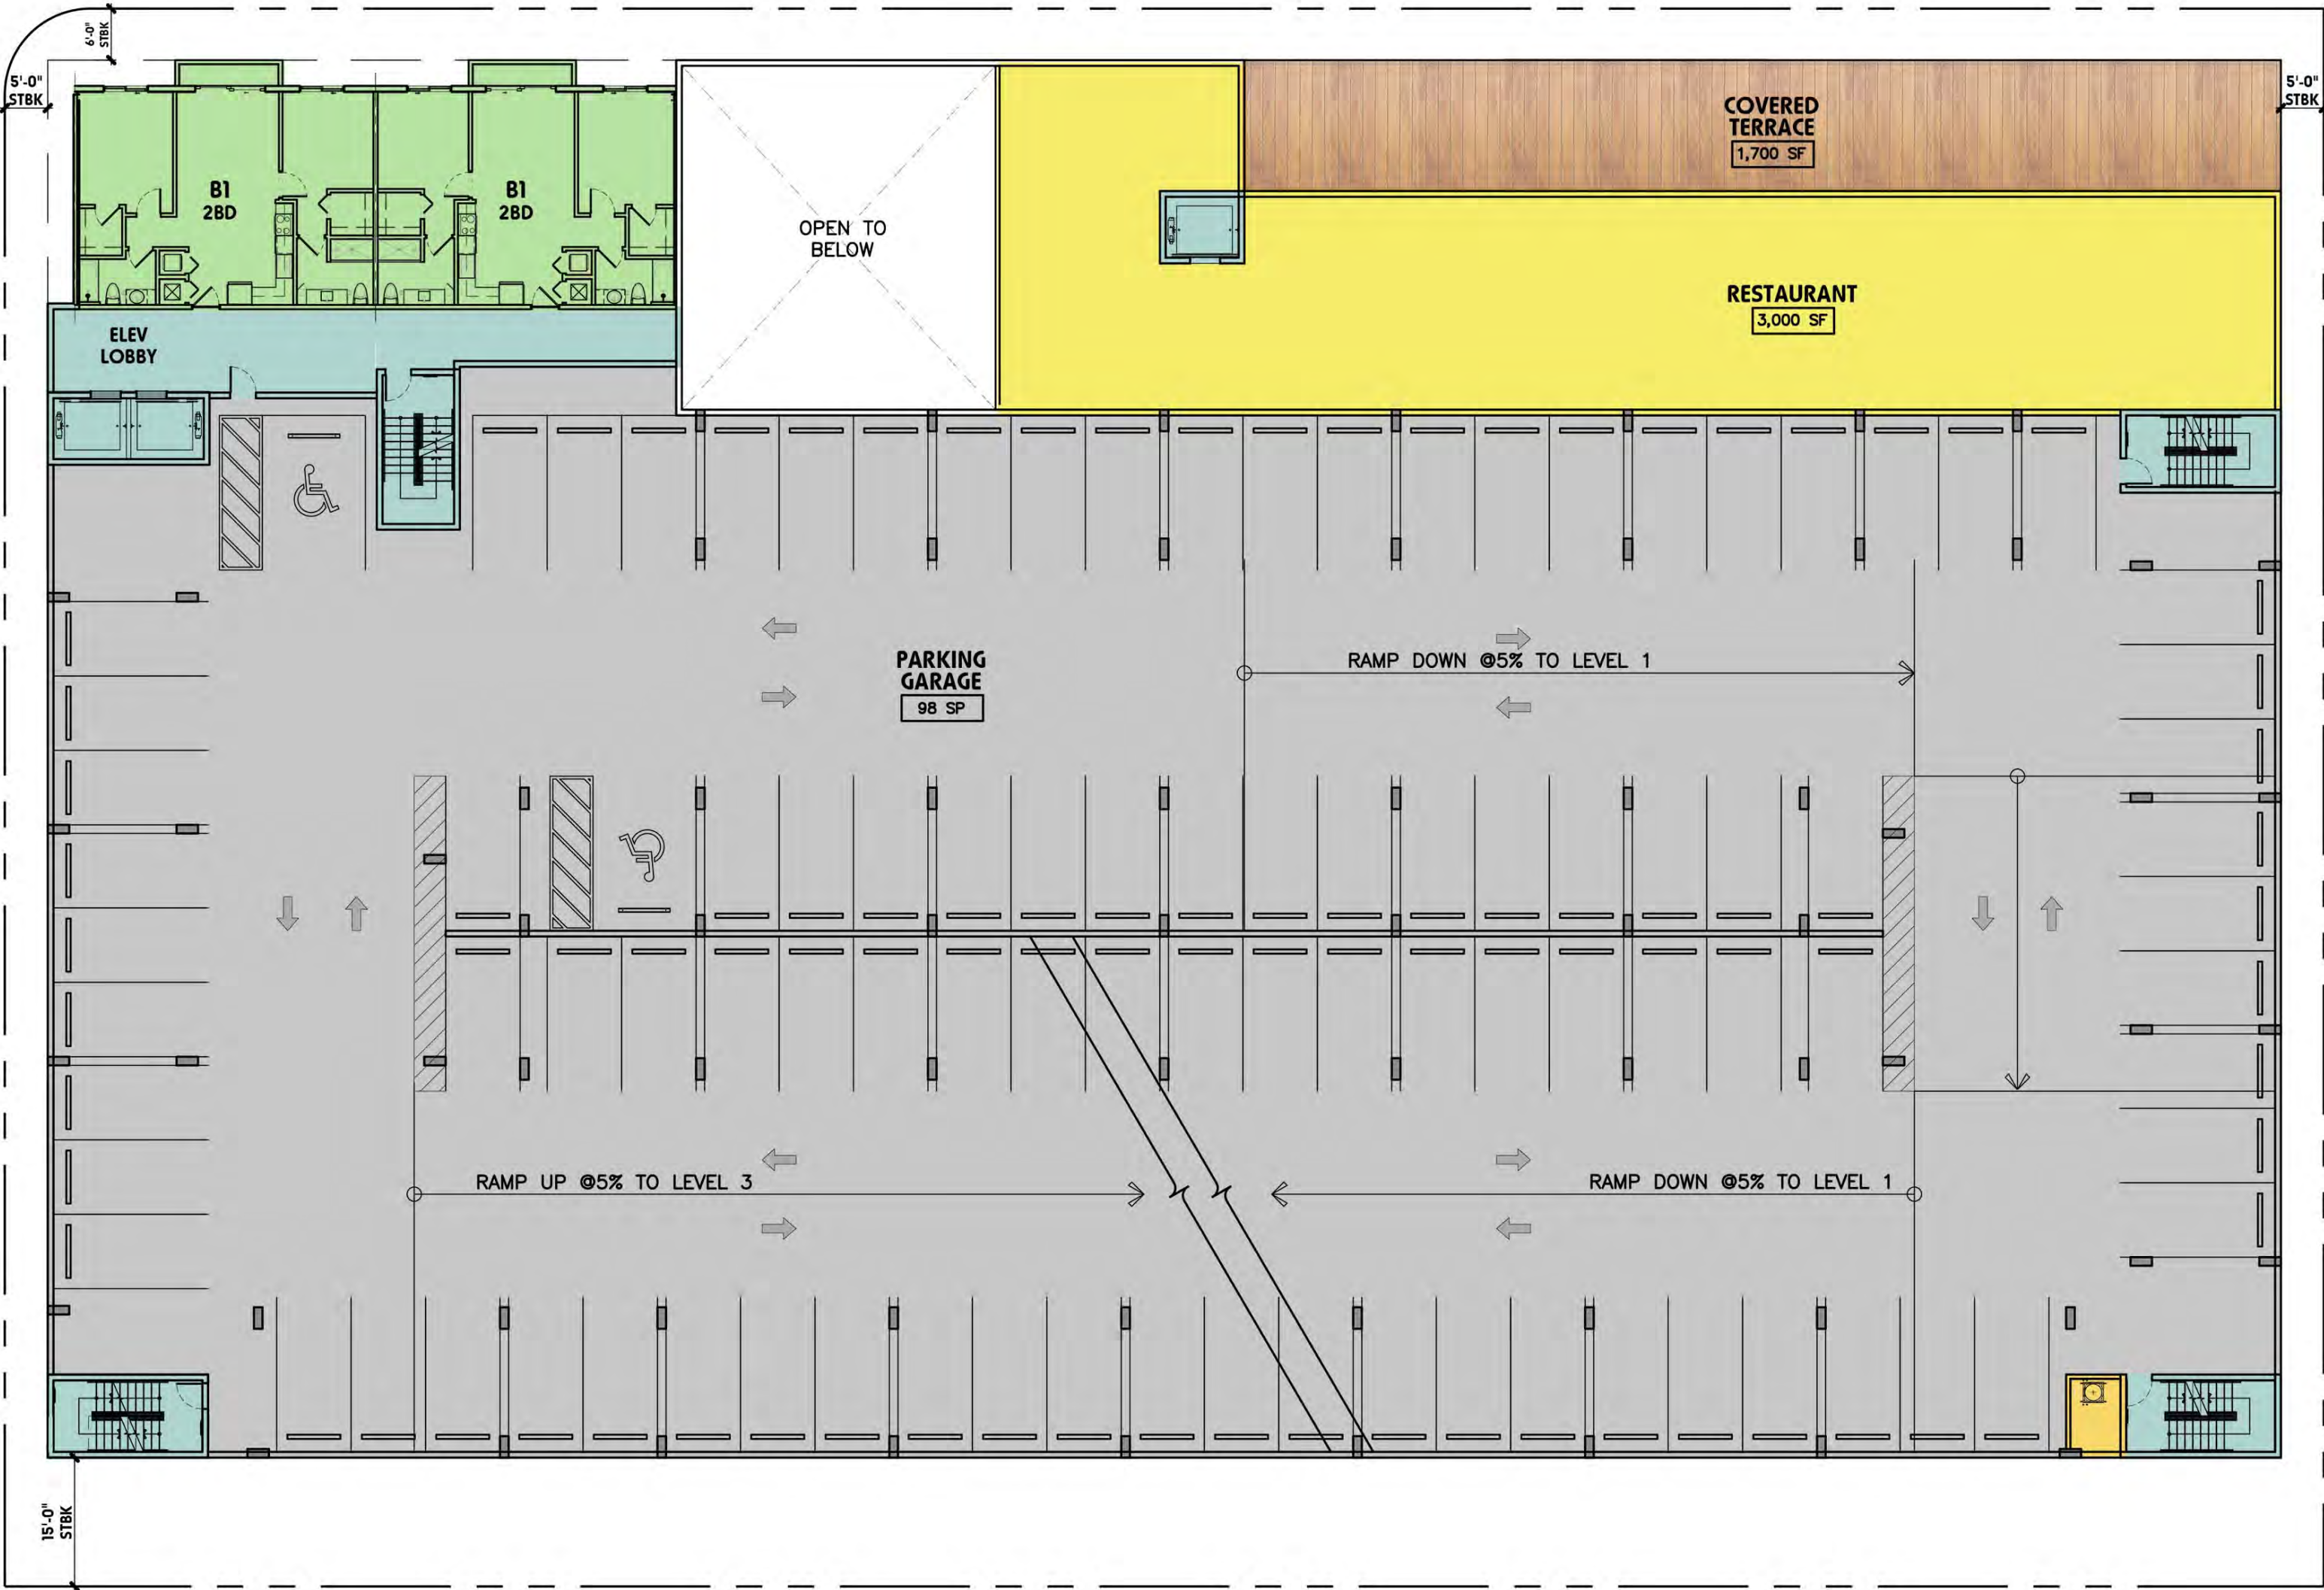 6'-0"
STBK
5'-0"
STBK
5'-0"
STBK
COVERED
TERRACE
1,700 SF
B1
2BD
B1
2BD
OPEN TO
BELOW
RESTAURANT
3,000 SF
ELEV
LOBBY
PARKING
GARAGE
98 SP
RAMP DOWN @5% TO LEVEL 1
RAMP UP @5% TO LEVEL 3
RAMP DOWN @5% TO LEVEL 1
15'-0"
STBK